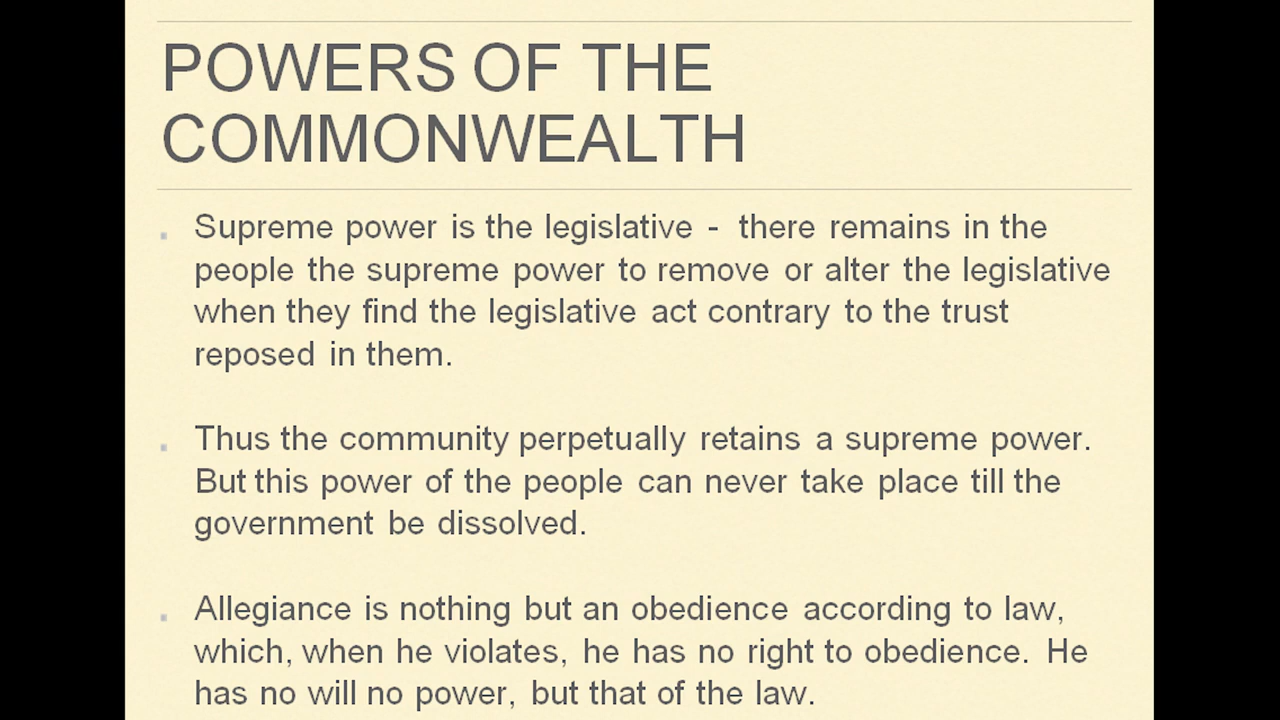 POWERS OF THE
COMMONWEALTH
Supreme power is the legislative - there remains in the
people the supreme power to remove or alter the legislative
when they find the legislative act contrary to the trust
reposed in them.
Thus the community perpetually retains a supreme power.
But this power of the people can never take place till the
government be dissolved.
Allegiance is nothing but an obedience according to law,
which, when he violates, he has no right to obedience. He
has no will no power, but that of the law.